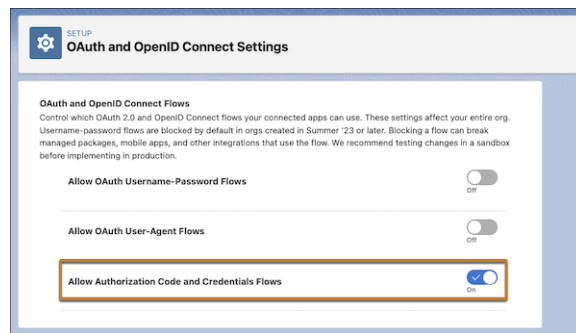 SETUP
OAuth and OpenID Connect Settings
OAuth and OpenID Connect Flows
Control which OAuth 2.0 and OpenID Connect flows your connected apps can use. These settings affect your entire org.
Username-password flows are blocked by default in orgs created in Summer '23 or later. Blocking a flow can break
managed packages, mobile apps, and other integrations that use the flow. We recommend testing changes in a sandbox
before implementing in production.
Allow OAuth Username-Password Flows
Off
Allow OAuth User-Agent Flows
Off
Allow Authorization Code and Credentials Flows
On